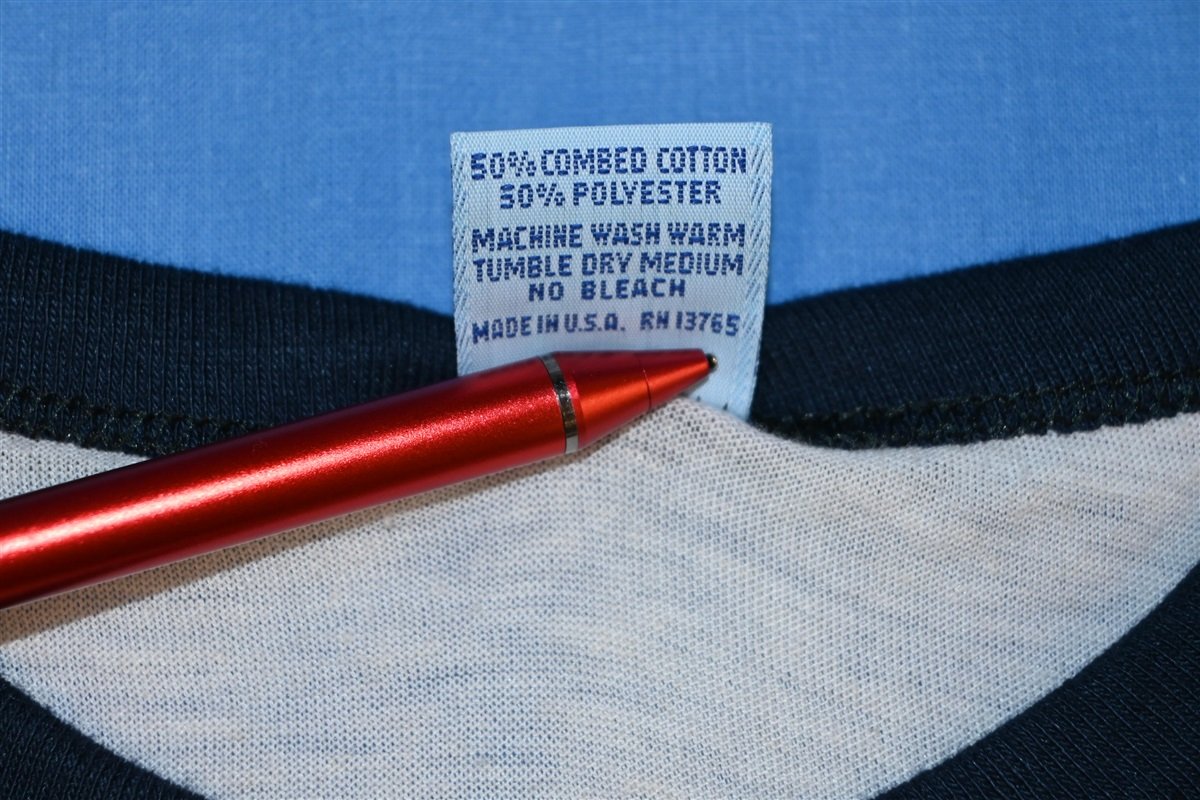 50% COMBED COTTON
50% POLYESTER
MACHINE WASH WARM
TUMBLE DRY MEDIUM
NO BLEACH
MADE IN U.S.A. RN 13765